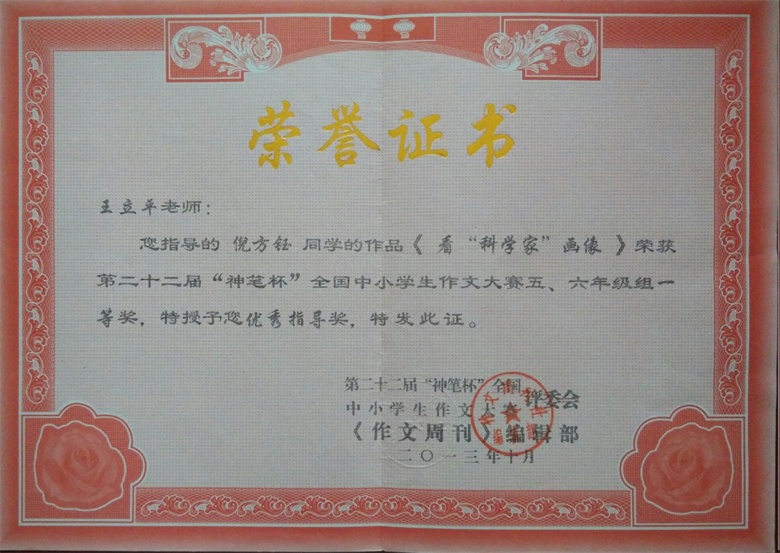 荣誉证书
王立平老师：
您指导的 倪方钰 同学的作品《 看“科学家”画像 》荣获
第二十二届“神笔杯”全国中小学生作文大赛五、六年级组一
等奖，特授予您优秀指导奖，特发此证。
第二十二届“神笔杯”全国
中小学生作文大赛 评委会
《作文周刊》编辑部
二〇一三年十月